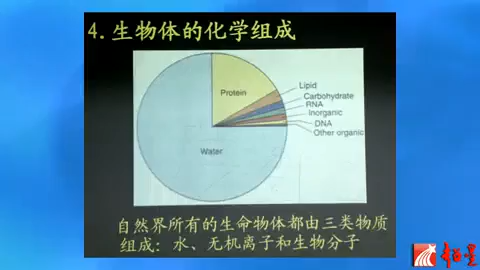 4.生物体的化学组成
Lipid
Carbohydrate
Protein
RNA
Inorganic
DNA
Other organic
Water
自然界所有的生命物体都由三类物质
组成：水、无机离子和生物分子
超星